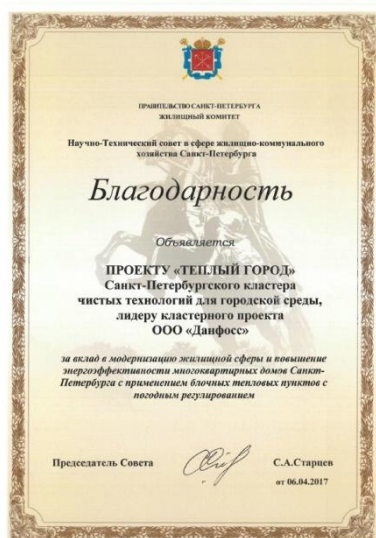 ПРАВИТЕЛЬСТВО САНКТ-ПЕТЕРБУРГА
ЖИЛИЩНЫЙ КОМИТЕТ
Научно-Технический совет в сфере жилищно-коммунального
хозяйства Санкт-Петербурга
Благодарность
Объявляется
ПРОЕКТУ «ТЕПЛЫЙ ГОРОД»
Санкт-Петербургского кластера
чистых технологий для городской среды,
лидеру кластерного проекта
ООО «Данфосс»
за вклад в модернизацию жилищной сферы и повышение
энергоэффективности многоквартирных домов Санкт-
Петербурга с применением блочных тепловых пунктов с
погодным регулированием
Председатель Совета
С.А.Старцев
от 06.04.2017